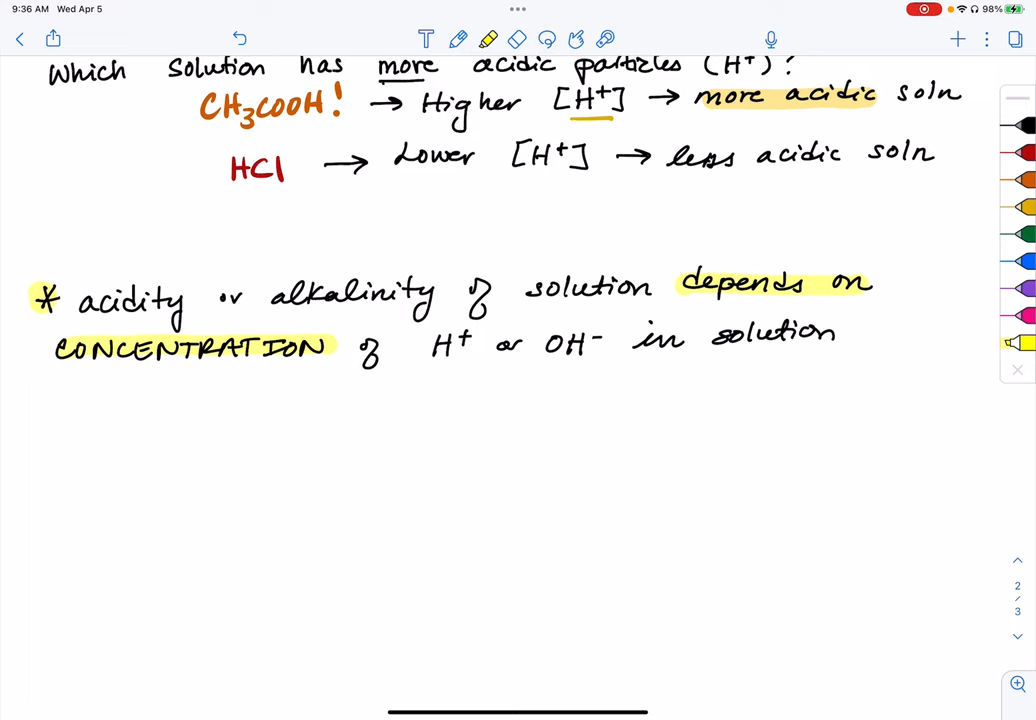 9:36 AM Wed Apr 5
98%
T
Which solution has more acidic particles (H+)?
CH₃COOH! → Higher [H+] → more acidic soln
HCl → Lower [H+] → less acidic soln
* acidity or alkalinity of solution depends on
CONCENTRATION of H+ or OH- in solution
2
/
3